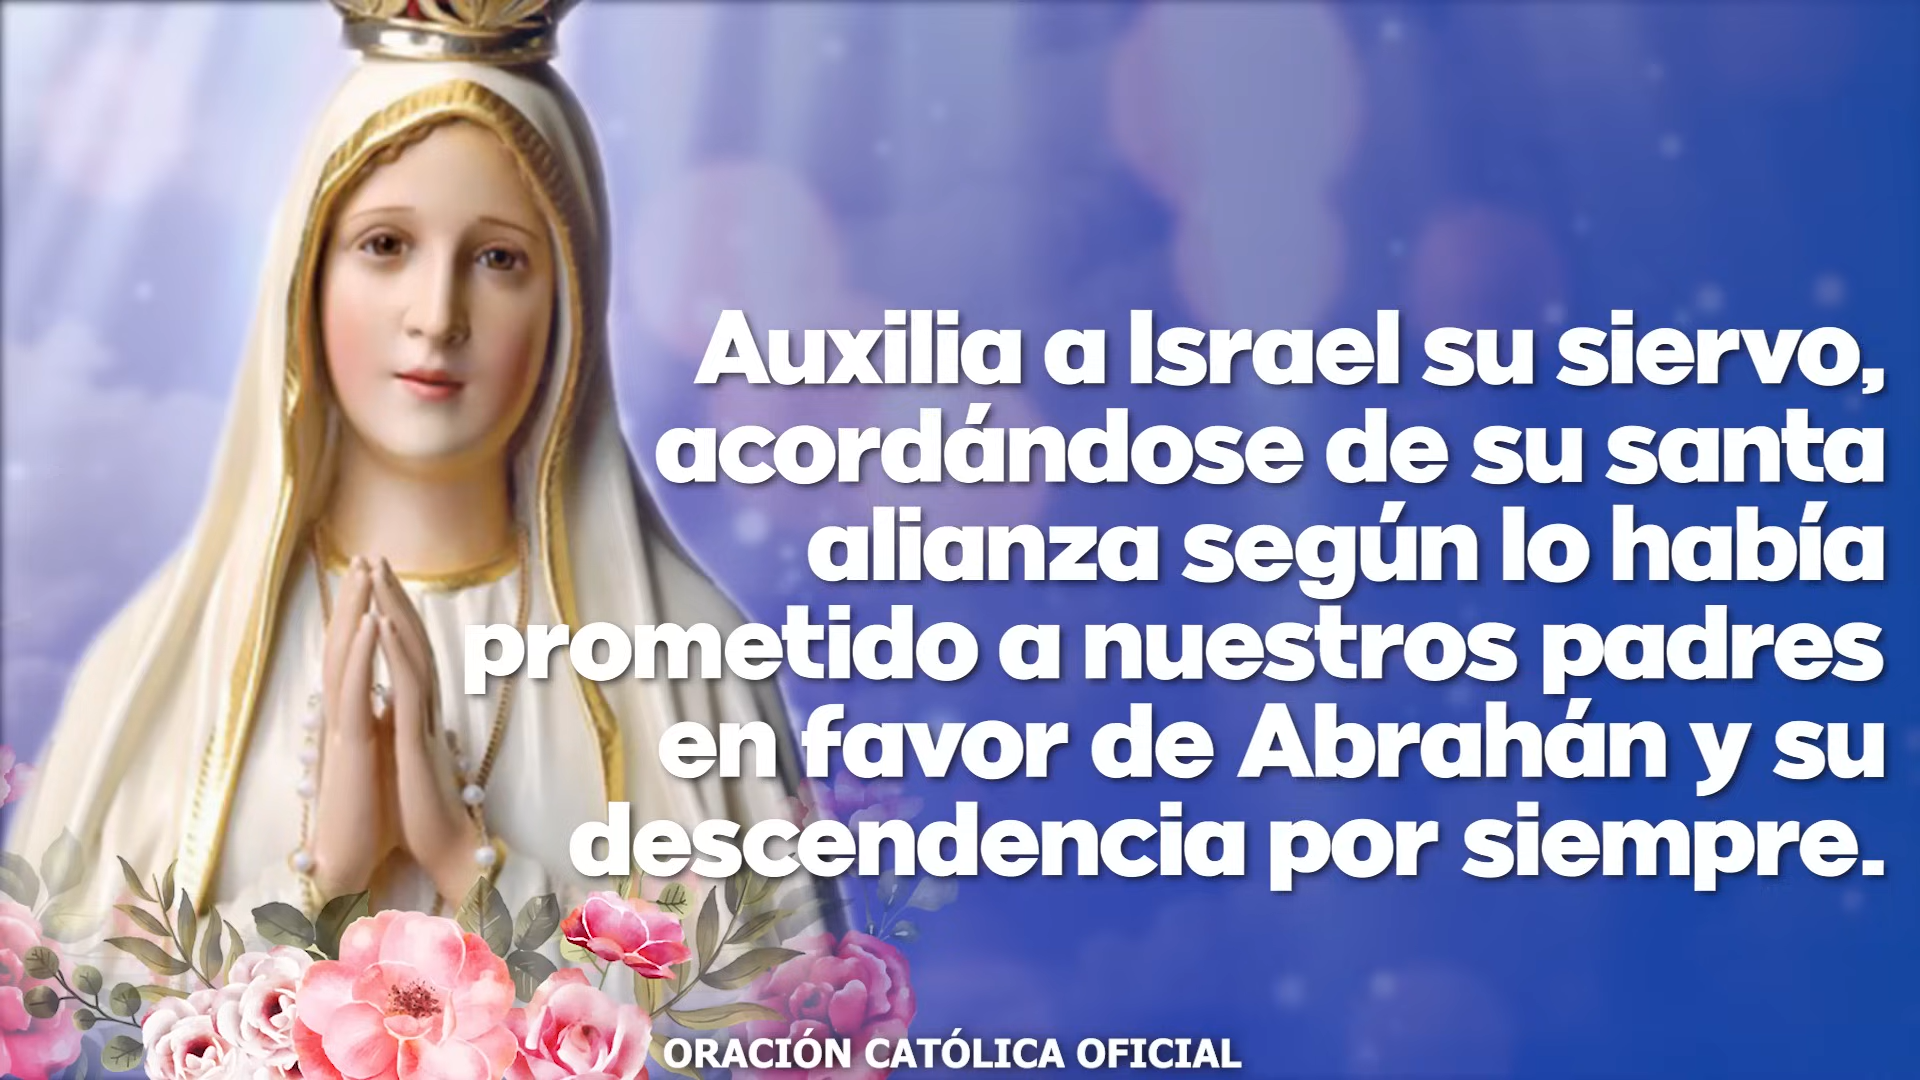 Auxilia a Israel su siervo,
acordándose de su santa
alianza según lo había
prometido a nuestros padres
en favor de Abrahán y su
descendencia por siempre.
ORACIÓN CATÓLICA OFICIAL